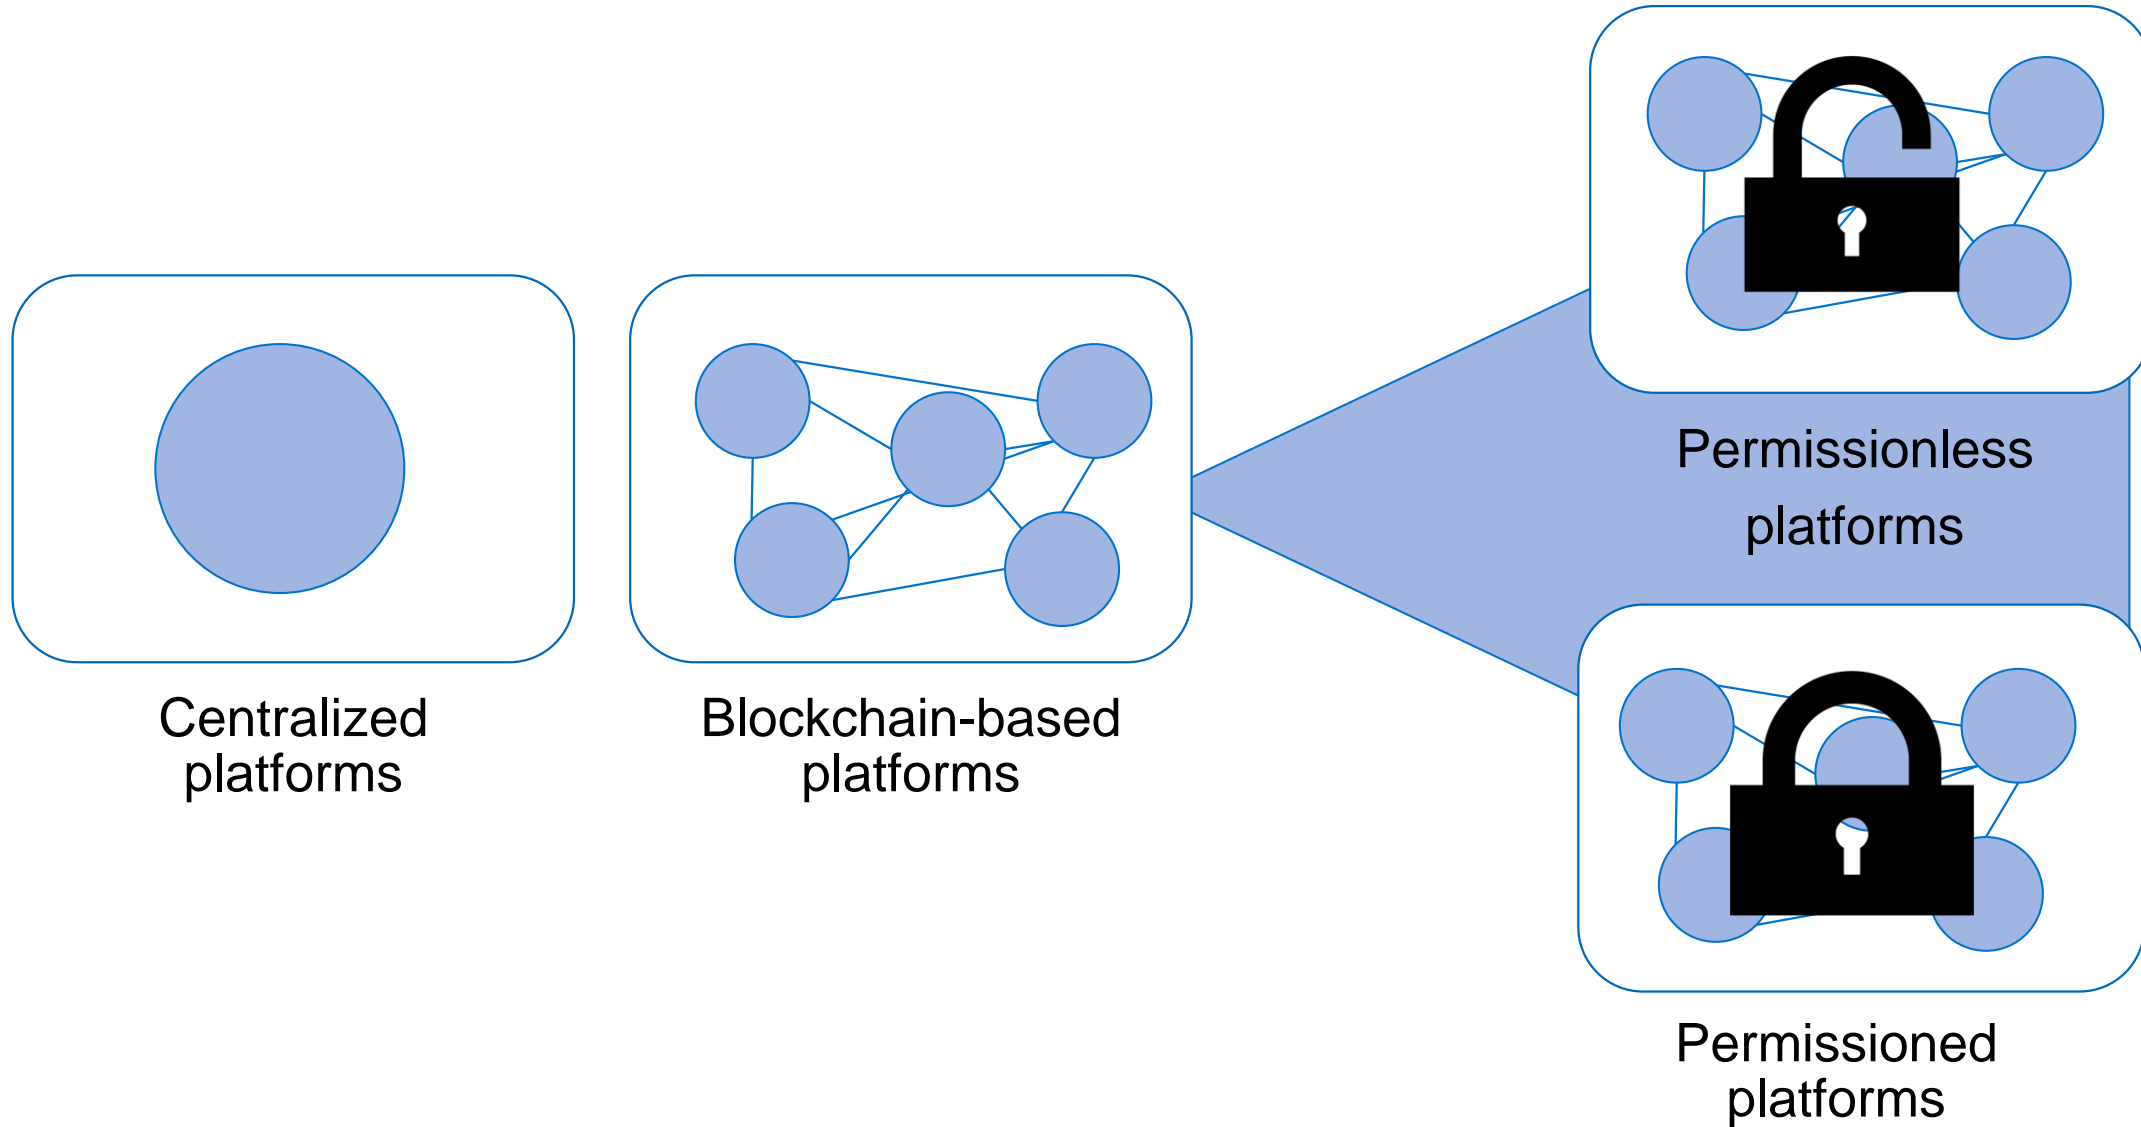 Centralized
platforms
Blockchain-based
platforms
Permissionless
platforms
Permissioned
platforms